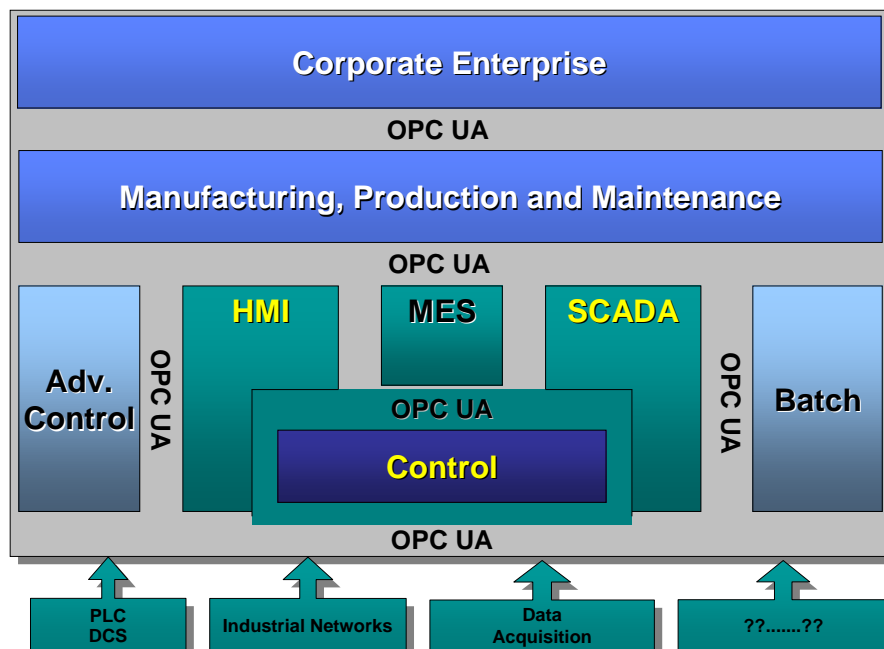 Corporate Enterprise
OPC UA
Manufacturing, Production and Maintenance
OPC UA
HMI
MES
SCADA
Adv.
Control
OPC UA
OPC UA
Control
OPC UA
Batch
OPC UA
PLC
DCS
Industrial Networks
Data
Acquisition
??.......??